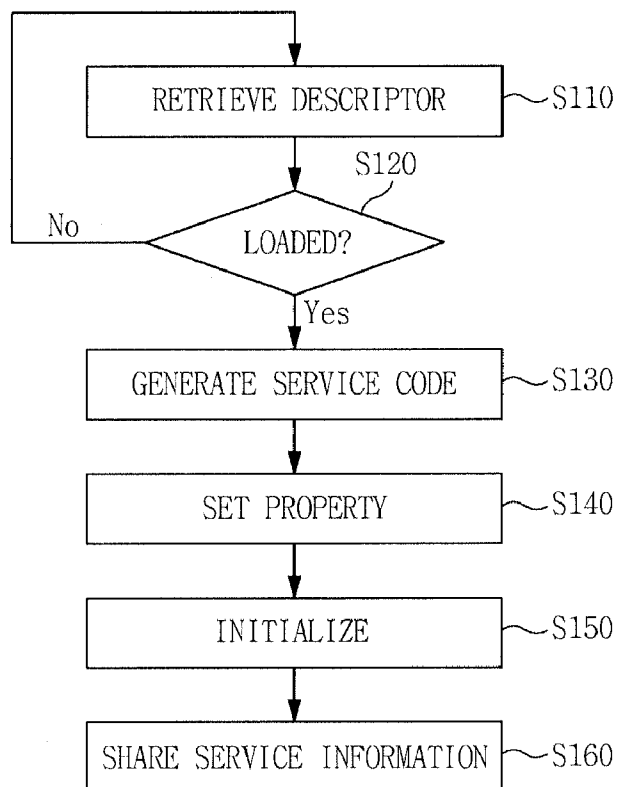 RETRIEVE DESCRIPTOR
S110
S120
LOADED?
No
Yes
GENERATE SERVICE CODE
S130
SET PROPERTY
S140
INITIALIZE
S150
SHARE SERVICE INFORMATION
S160